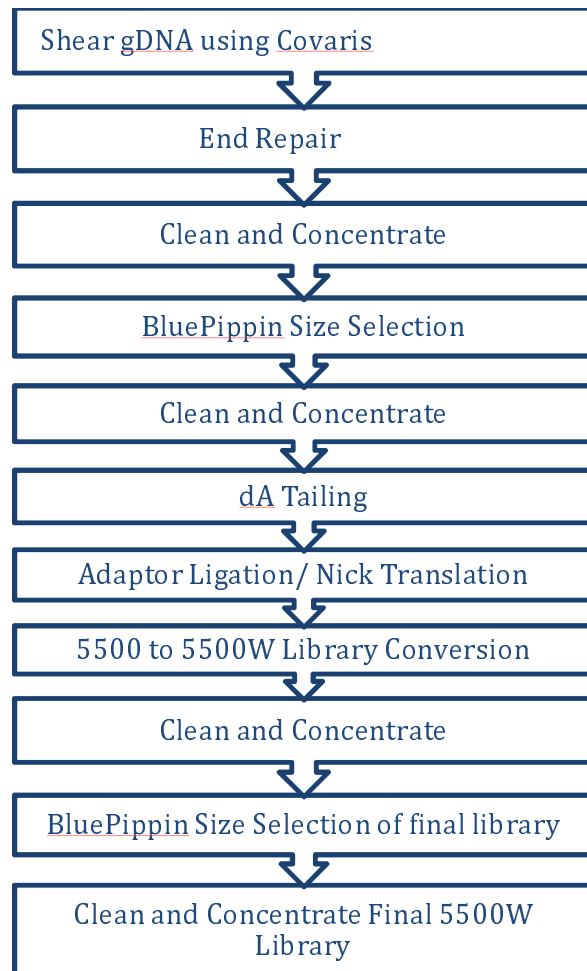 Shear gDNA using Covaris
End Repair
Clean and Concentrate
BluePippin Size Selection
Clean and Concentrate
dA Tailing
Adaptor Ligation/ Nick Translation
5500 to 5500W Library Conversion
Clean and Concentrate
BluePippin Size Selection of final library
Clean and Concentrate Final 5500W
Library